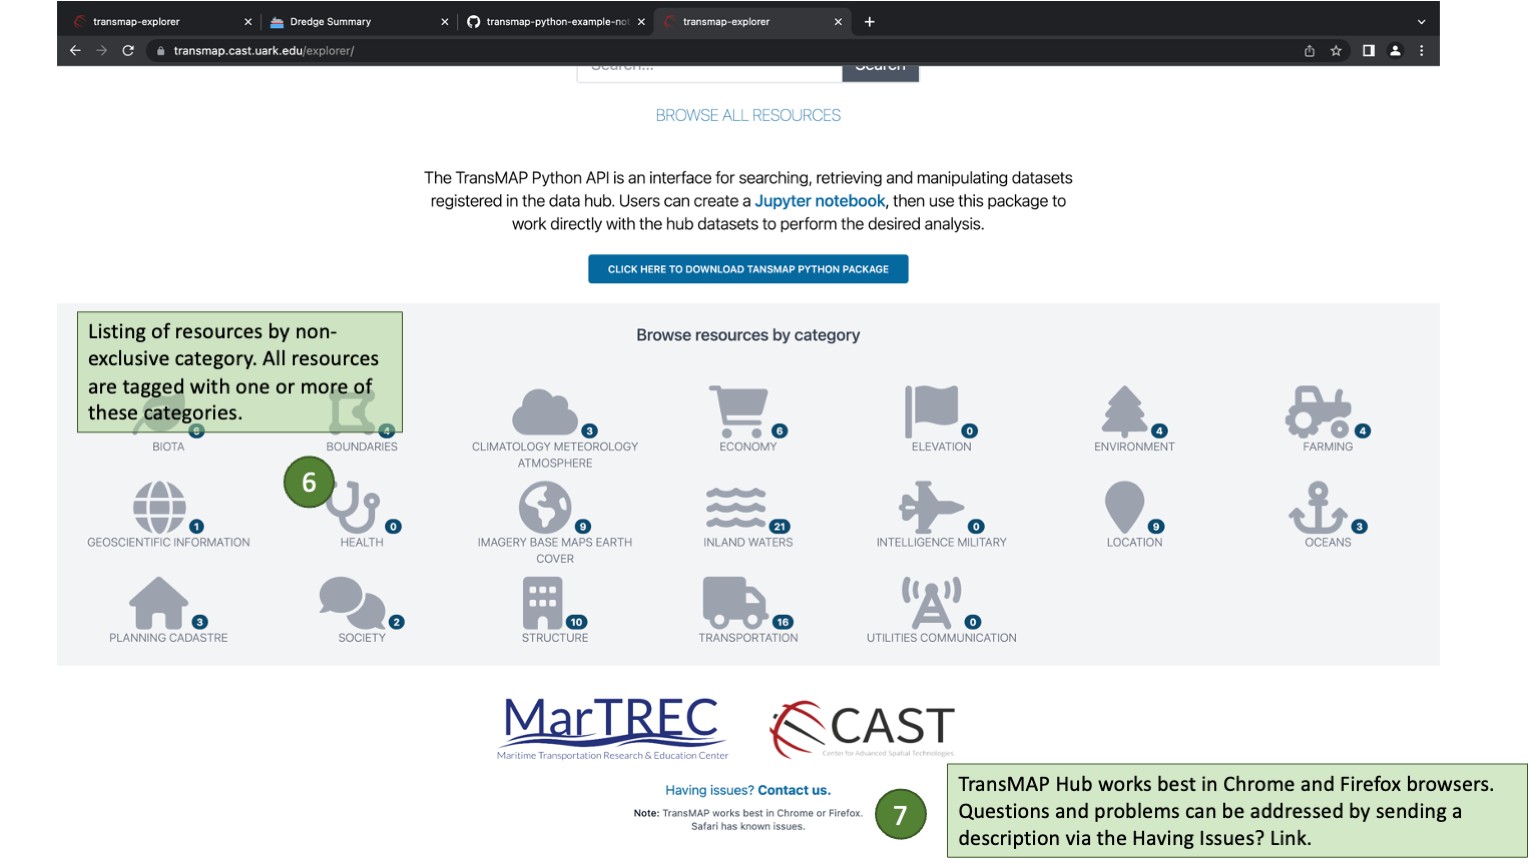 transmap-explorer
Dredge Summary
transmap-python-example-not
transmap-explorer
transmap.cast.uark.edu/explorer/
Search... Search
BROWSE ALL RESOURCES
The TransMAP Python API is an interface for searching, retrieving and manipulating datasets
registered in the data hub. Users can create a Jupyter notebook, then use this package to
work directly with the hub datasets to perform the desired analysis.
CLICK HERE TO DOWNLOAD TANSMAP PYTHON PACKAGE
Listing of resources by non-
exclusive category. All resources
are tagged with one or more of
these categories.
Browse resources by category
6
BIOTA
4
BOUNDARIES
3
CLIMATOLOGY METEOROLOGY
ATMOSPHERE
6
ECONOMY
0
ELEVATION
4
ENVIRONMENT
4
FARMING
6
1
GEOSCIENTIFIC INFORMATION
0
HEALTH
9
IMAGERY BASE MAPS EARTH
COVER
21
INLAND WATERS
0
INTELLIGENCE MILITARY
9
LOCATION
3
OCEANS
3
PLANNING CADASTRE
2
SOCIETY
10
STRUCTURE
16
TRANSPORTATION
0
UTILITIES COMMUNICATION
MarTREC
Maritime Transportation Research & Education Center
CAST
Center for Advanced Spatial Technologies
Having issues? Contact us.
Note: TransMAP works best in Chrome or Firefox.
Safari has known issues.
7
TransMAP Hub works best in Chrome and Firefox browsers.
Questions and problems can be addressed by sending a
description via the Having Issues? Link.